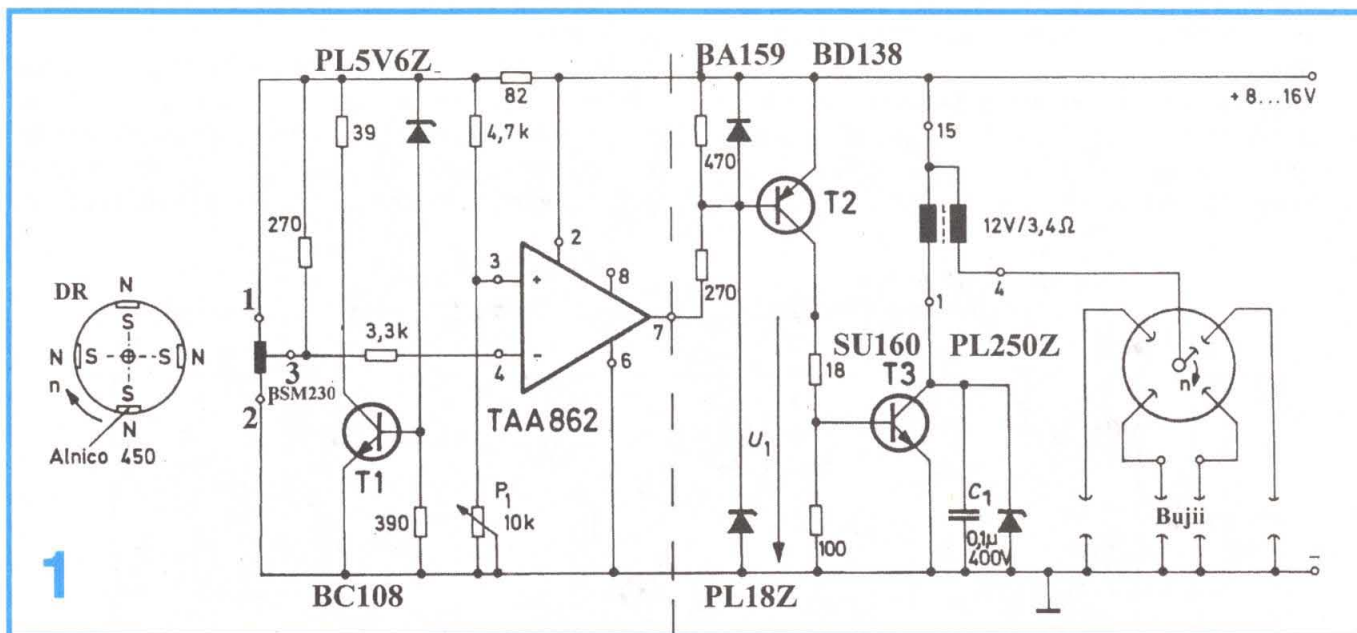 PL5V6Z
BA159
BD138
82
+ 8...16V
39
4,7k
470
15
270
T2
2
12V/3,4Ω
DR
N
S
N
S
S
N
S
N
n
Alnico 450
1
3
2
βSM230
3,3k
3
+
4
-
8
7
6
TAA862
270
4
1
SU160
PL250Z
T3
18
U₁
n
T1
390
P₁
10k
100
C₁
0,1µ
400V
Bujii
-
1
BC108
PL18Z